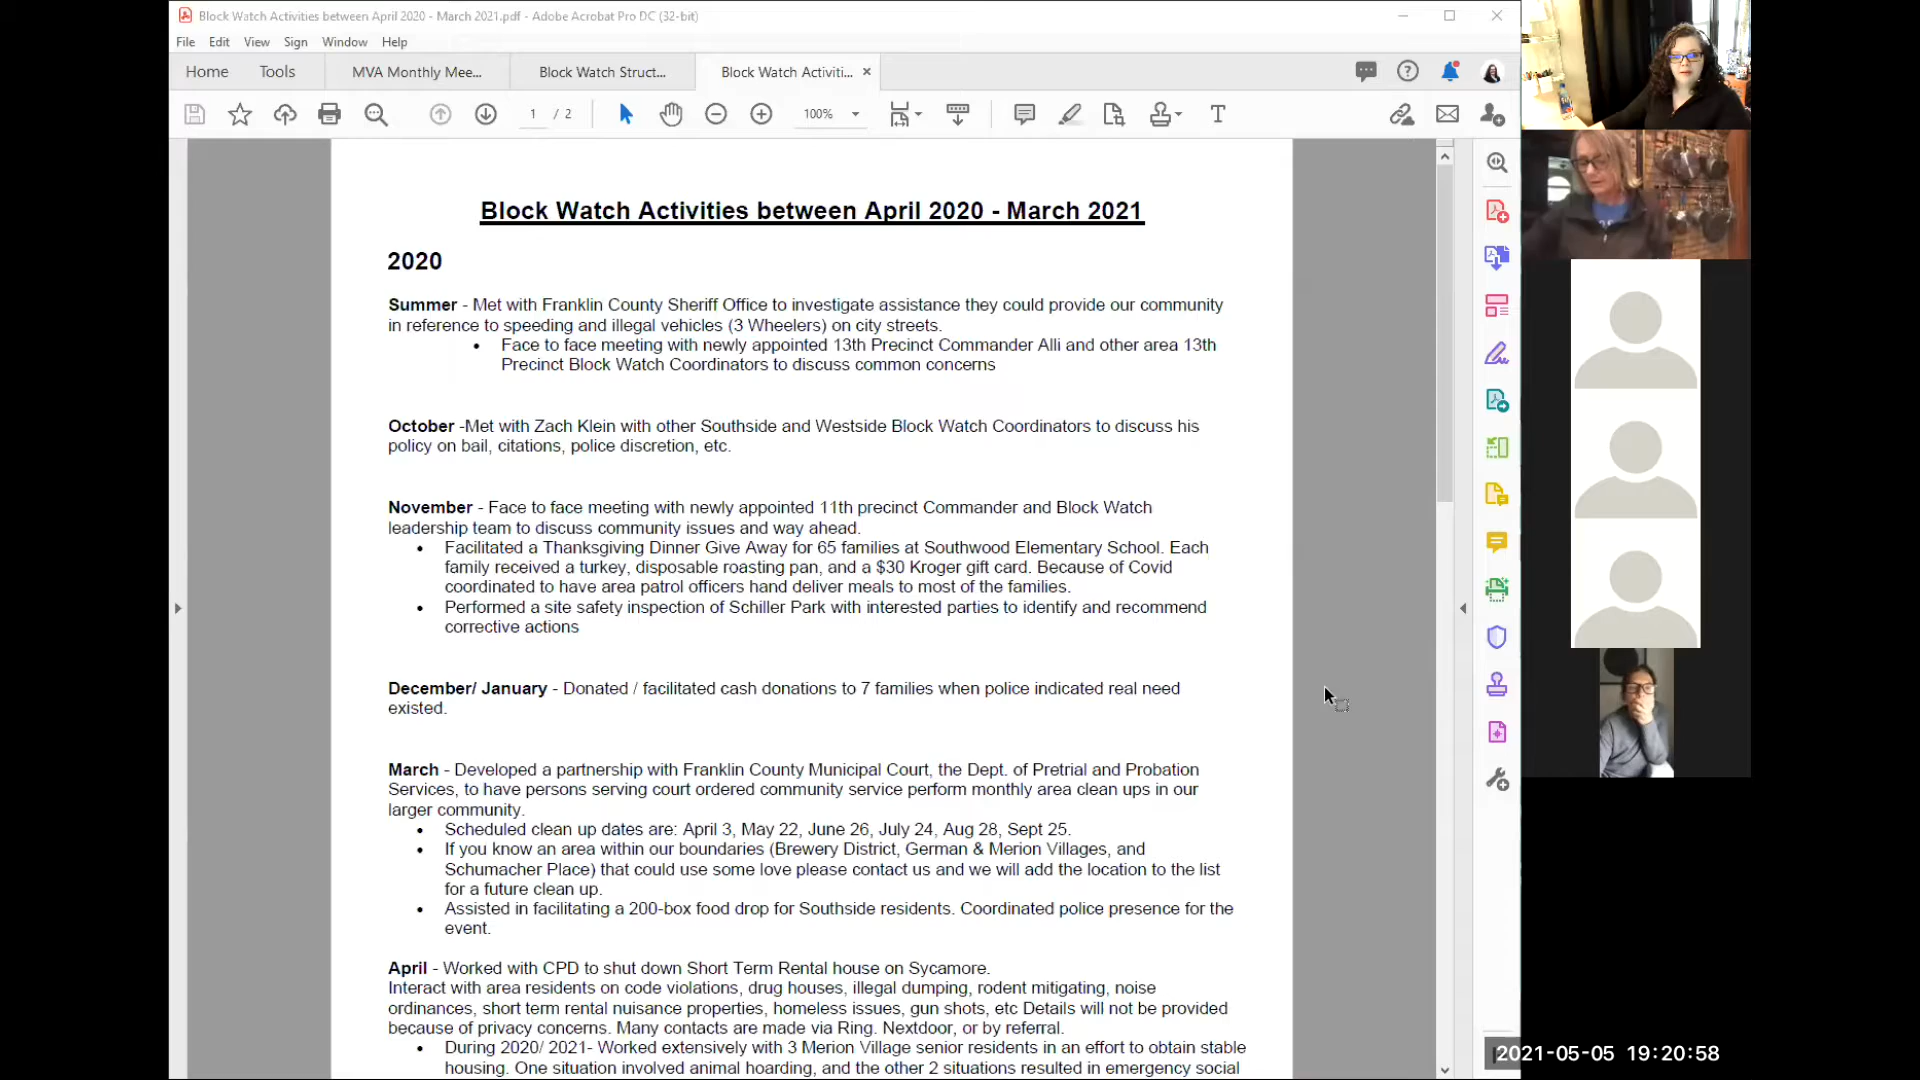 Block Watch Activities between April 2020 - March 2021.pdf - Adobe Acrobat Pro DC (32-bit)
File Edit View Sign Window Help
Home Tools MVA Monthly Mee... Block Watch Struct... Block Watch Activiti...
1 / 2 100%
Block Watch Activities between April 2020 - March 2021
2020
Summer - Met with Franklin County Sheriff Office to investigate assistance they could provide our community
in reference to speeding and illegal vehicles (3 Wheelers) on city streets.
• Face to face meeting with newly appointed 13th Precinct Commander Alli and other area 13th
Precinct Block Watch Coordinators to discuss common concerns
October -Met with Zach Klein with other Southside and Westside Block Watch Coordinators to discuss his
policy on bail, citations, police discretion, etc.
November - Face to face meeting with newly appointed 11th precinct Commander and Block Watch
leadership team to discuss community issues and way ahead.
• Facilitated a Thanksgiving Dinner Give Away for 65 families at Southwood Elementary School. Each
family received a turkey, disposable roasting pan, and a $30 Kroger gift card. Because of Covid
coordinated to have area patrol officers hand deliver meals to most of the families.
• Performed a site safety inspection of Schiller Park with interested parties to identify and recommend
corrective actions
December/ January - Donated / facilitated cash donations to 7 families when police indicated real need
existed.
March - Developed a partnership with Franklin County Municipal Court, the Dept. of Pretrial and Probation
Services, to have persons serving court ordered community service perform monthly area clean ups in our
larger community.
• Scheduled clean up dates are: April 3, May 22, June 26, July 24, Aug 28, Sept 25.
• If you know an area within our boundaries (Brewery District, German & Merion Villages, and
Schumacher Place) that could use some love please contact us and we will add the location to the list
for a future clean up.
• Assisted in facilitating a 200-box food drop for Southside residents. Coordinated police presence for the
event.
April - Worked with CPD to shut down Short Term Rental house on Sycamore.
Interact with area residents on code violations, drug houses, illegal dumping, rodent mitigating, noise
ordinances, short term rental nuisance properties, homeless issues, gun shots, etc Details will not be provided
because of privacy concerns. Many contacts are made via Ring. Nextdoor, or by referral.
• During 2020/ 2021- Worked extensively with 3 Merion Village senior residents in an effort to obtain stable
housing. One situation involved animal hoarding, and the other 2 situations resulted in emergency social
2021-05-05 19:20:58